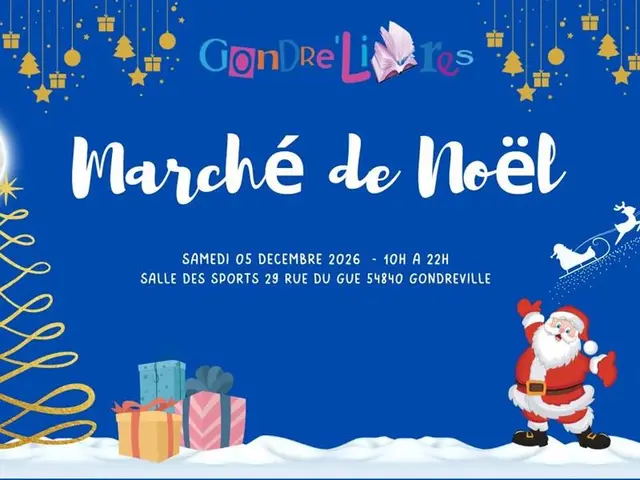 GONDRE'LIVRES
Marché de Noël
SAMEDI 05 DECEMBRE 2026 - 10H A 22H
SALLE DES SPORTS 29 RUE DU GUE 54840 GONDREVILLE